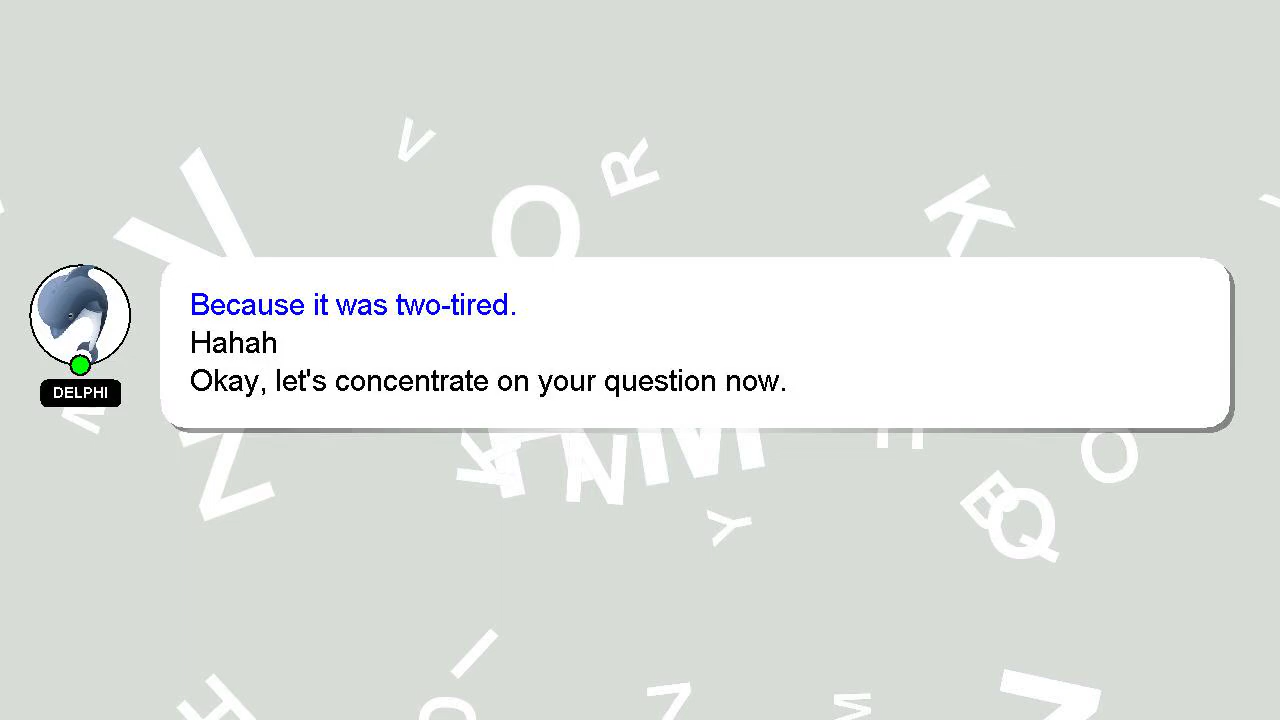 Because it was two-tired.
Hahah
Okay, let's concentrate on your question now.
DELPHI
V
V
O
R
K
N
Z
K
N
M
Y
O
B
Q
I
H
N
M